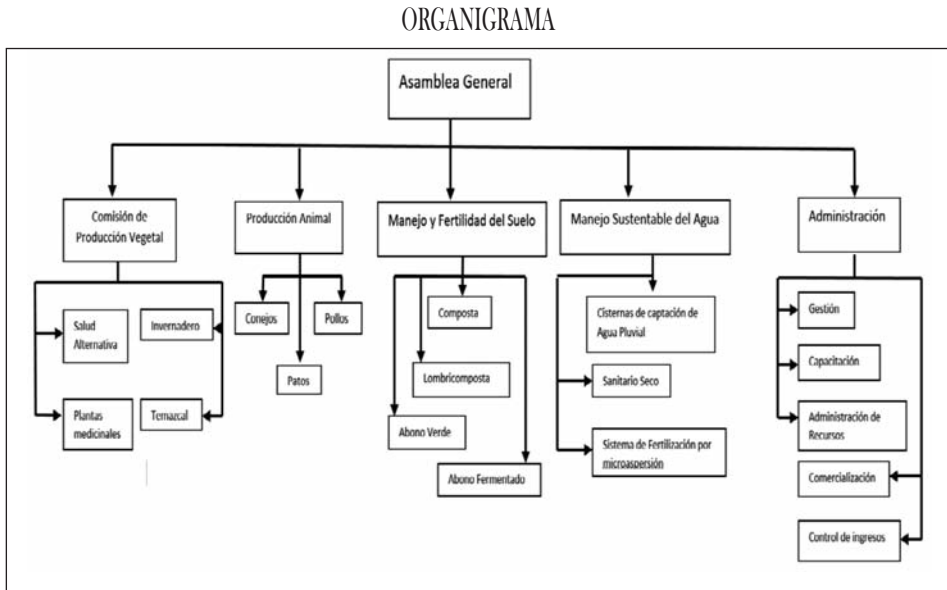 ORGANIGRAMA
Asamblea General
Comisión de
Producción Vegetal
Producción Animal
Manejo y Fertilidad del Suelo
Manejo Sustentable del Agua
Administración
Salud
Alternativa
Invernadero
Plantas
medicinales
Temazcal
Conejos
Pollos
Patos
Composta
Lombricomposta
Abono Verde
Abono Fermentado
Cisternas de captación de
Agua Pluvial
Sanitario Seco
Sistema de Fertilización por
microaspersión
Gestión
Capacitación
Administración de
Recursos
Comercialización
Control de ingresos